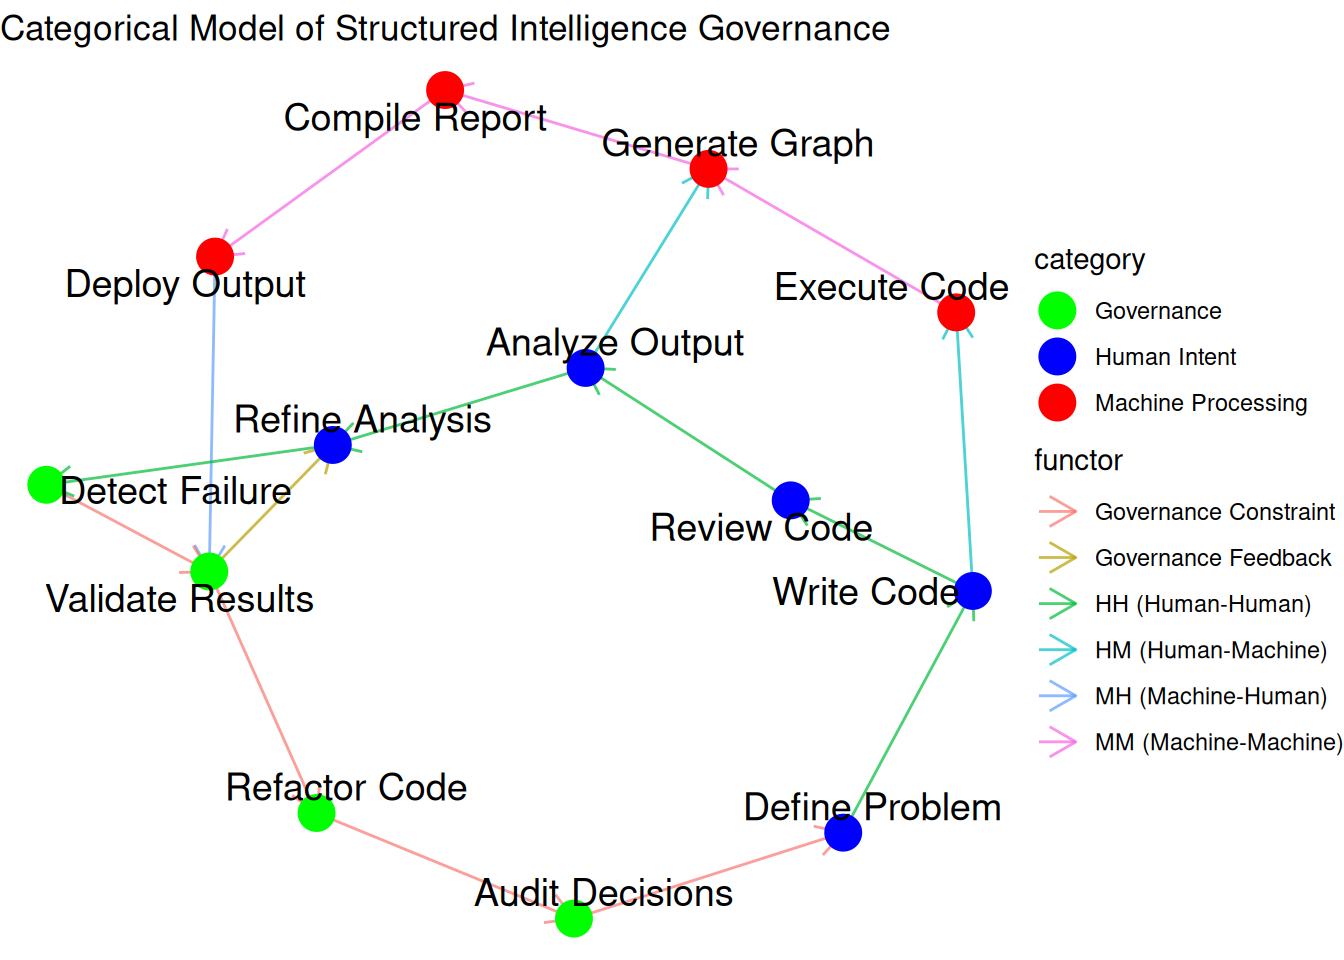 Categorical Model of Structured Intelligence Governance
Compile Report
Generate Graph
Deploy Output
Execute Code
Analyze Output
Refine Analysis
Detect Failure
Review Code
Validate Results
Write Code
Refactor Code
Define Problem
Audit Decisions
category
Governance
Human Intent
Machine Processing
functor
Governance Constraint
Governance Feedback
HH (Human-Human)
HM (Human-Machine)
MH (Machine-Human)
MM (Machine-Machine)